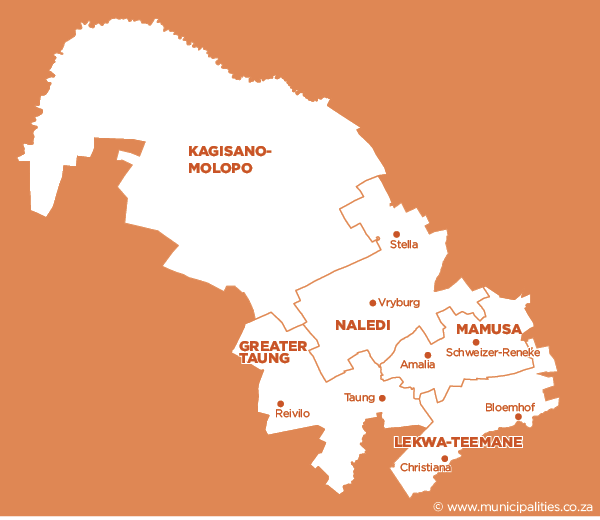 KAGISANO-
MOLOPO
Stella
Vryburg
NALEDI
MAMUSA
GREATER
TAUNG
Schweizer-Reneke
Amalia
Taung
Reivilo
Bloemhof
LEKWA-TEEMANE
Christiana
© www.municipalities.co.za